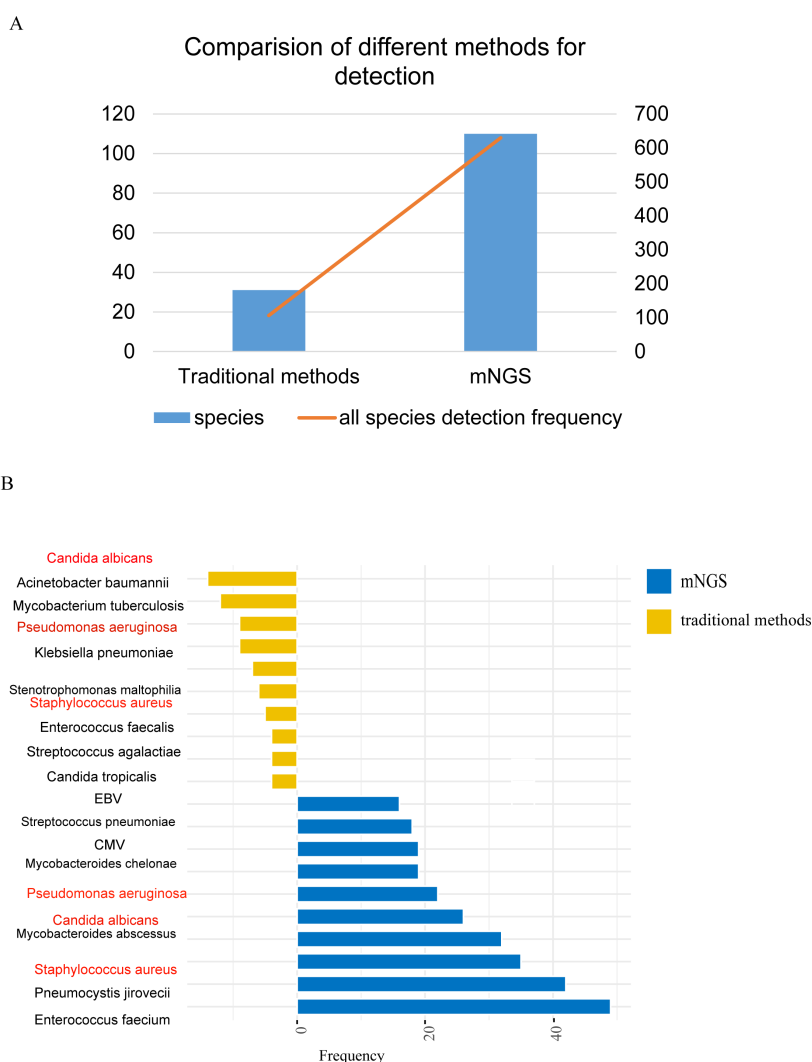 A
Comparision of different methods for
detection
120
100
80
60
40
20
0
700
600
500
400
300
200
100
0
Traditional methods
mNGS
species
all species detection frequency
B
Candida albicans
Acinetobacter baumannii
Mycobacterium tuberculosis
Pseudomonas aeruginosa
Klebsiella pneumoniae
Stenotrophomonas maltophilia
Staphylococcus aureus
Enterococcus faecalis
Streptococcus agalactiae
Candida tropicalis
EBV
Streptococcus pneumoniae
CMV
Mycobacteroides chelonae
Pseudomonas aeruginosa
Candida albicans
Mycobacteroides abscessus
Staphylococcus aureus
Pneumocystis jirovecii
Enterococcus faecium
mNGS
traditional methods
0
20
40
Frequency